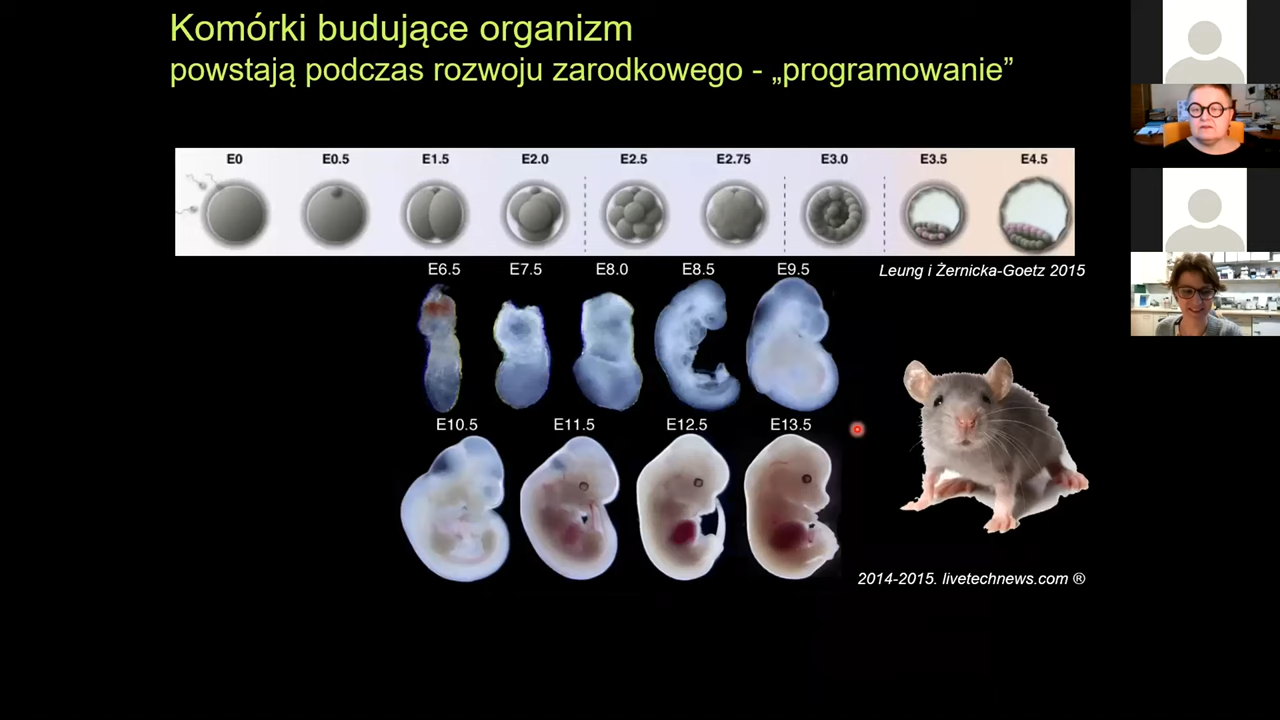 Komórki budujące organizm
powstają podczas rozwoju zarodkowego - „programowanie”
E0 E0.5 E1.5 E2.0 E2.5 E2.75 E3.0 E3.5 E4.5
E6.5 E7.5 E8.0 E8.5 E9.5
Leung i Żernicka-Goetz 2015
E10.5 E11.5 E12.5 E13.5
2014-2015. livetechnews.com ®